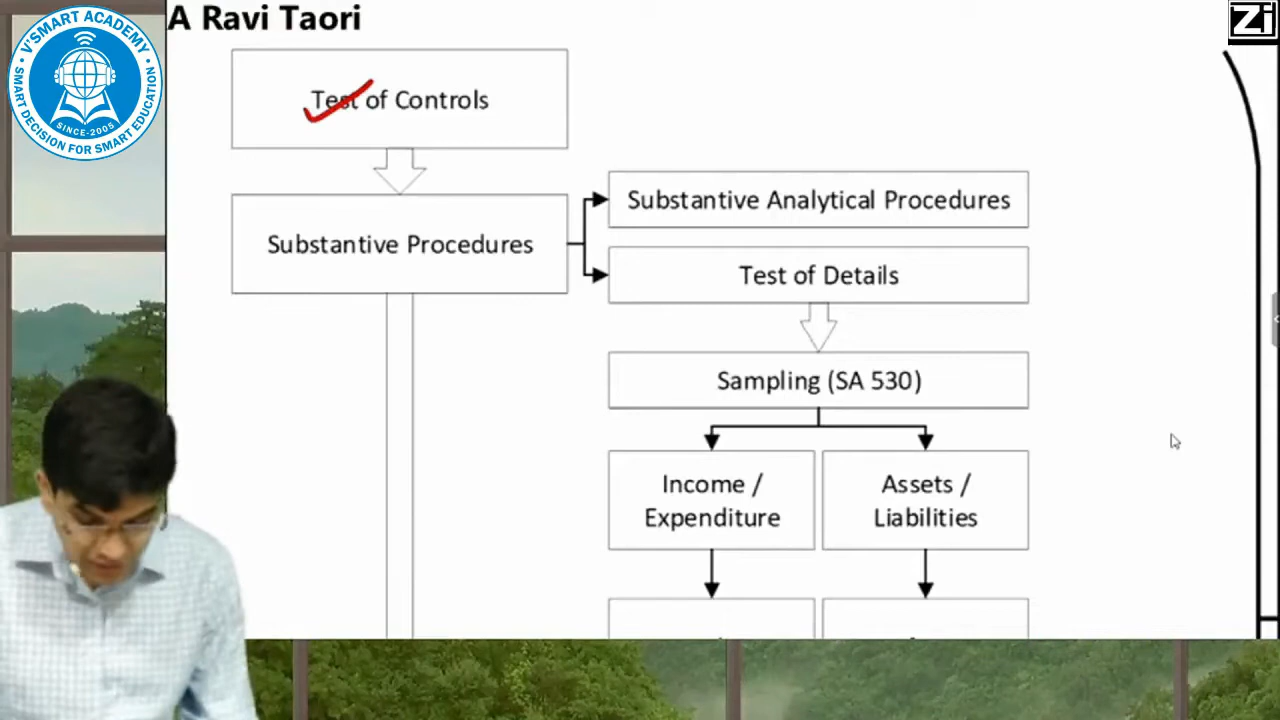 A Ravi Taori
V'SMART ACADEMY
SINCE-2005
SMART DECISION FOR SMART EDUCATION
Zi
Test of Controls
Substantive Procedures
Substantive Analytical Procedures
Test of Details
Sampling (SA 530)
Income /
Expenditure
Assets /
Liabilities